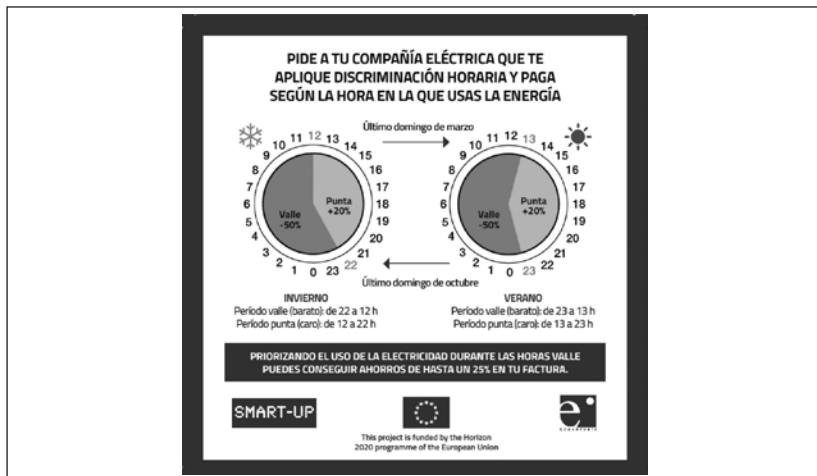 PIDE A TU COMPAÑÍA ELÉCTRICA QUE TE
APLIQUE DISCRIMINACIÓN HORARIA Y PAGA
SEGÚN LA HORA EN LA QUE USAS LA ENERGÍA
Último domingo de marzo
0 1 2 3 4 5 6 7 8 9 10 11 12 13 14 15 16 17 18 19 20 21 22 23
Valle
-50%
Punta
+20%
0 1 2 3 4 5 6 7 8 9 10 11 12 13 14 15 16 17 18 19 20 21 22 23
Valle
-50%
Punta
+20%
Último domingo de octubre
INVIERNO
Período valle (barato): de 22 a 12 h
Período punta (caro): de 12 a 22 h
VERANO
Período valle (barato): de 23 a 13 h
Período punta (caro): de 13 a 23 h
PRIORIZANDO EL USO DE LA ELECTRICIDAD DURANTE LAS HORAS VALLE
PUEDES CONSEGUIR AHORROS DE HASTA UN 25% EN TU FACTURA.
SMART-UP
e
This project is funded by the Horizon
2020 programme of the European Union